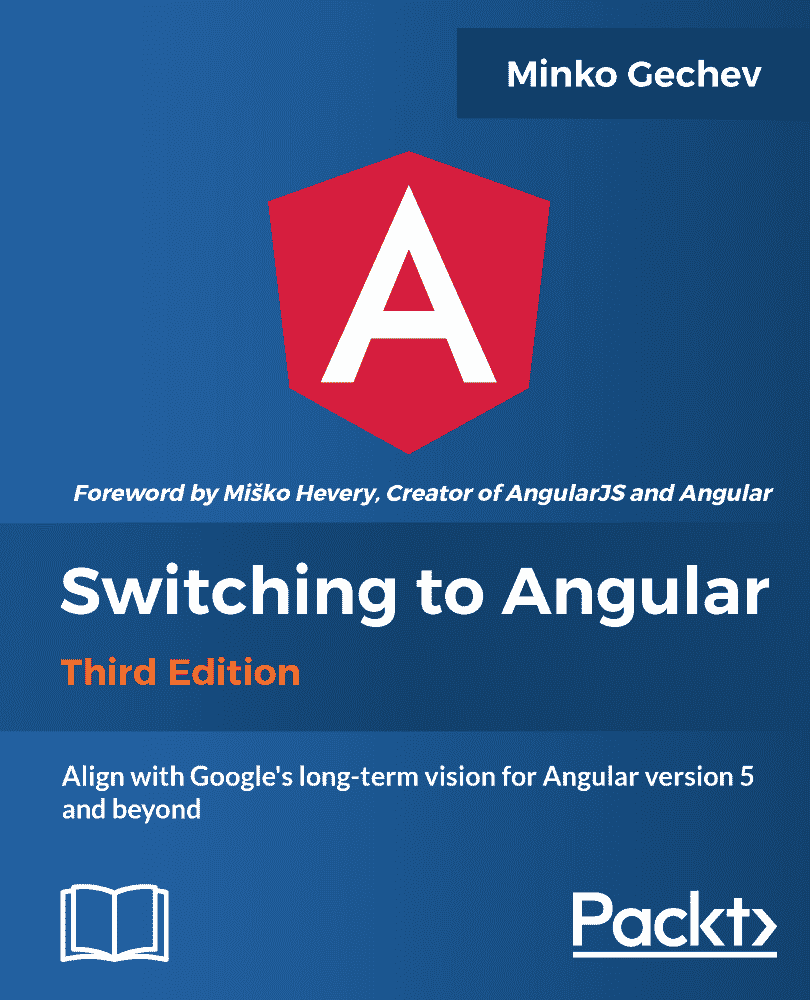 Minko Gechev
A
Foreword by Miško Hevery, Creator of AngularJS and Angular
Switching to Angular
Third Edition
Align with Google's long-term vision for Angular version 5
and beyond
Packt>